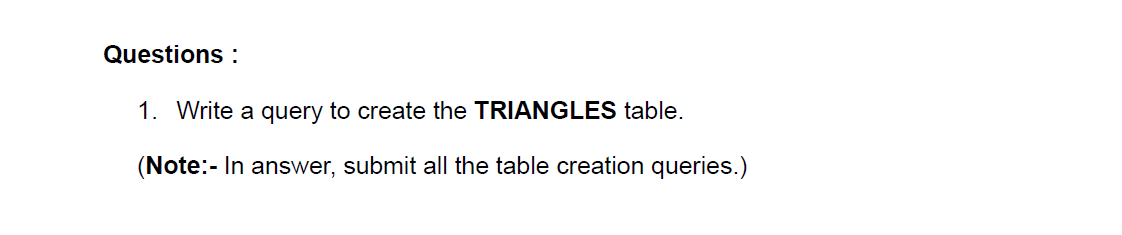 Questions :
1. Write a query to create the TRIANGLES table.
(Note:- In answer, submit all the table creation queries.)